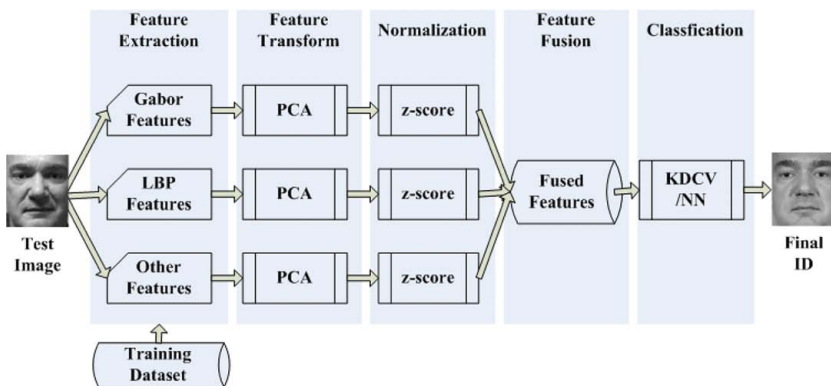 Feature
Extraction
Feature
Transform
Normalization
Feature
Fusion
Classfication
Gabor
Features
PCA
z-score
LBP
Features
PCA
z-score
Fused
Features
KDCV
/NN
Test
Image
Final
ID
Other
Features
PCA
z-score
Training
Dataset